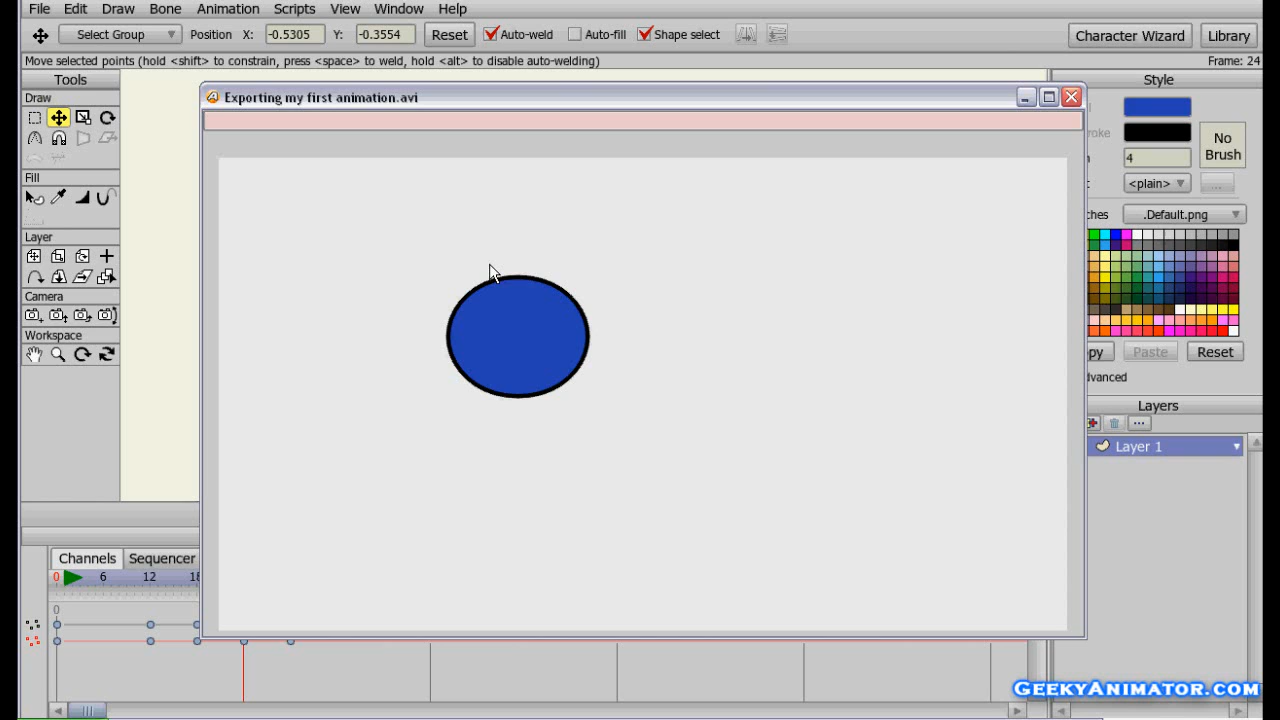 File Edit Draw Bone Animation Scripts View Window Help
Select Group Position X: -0.5305 Y: -0.3554 Reset Auto-weld Auto-fill Shape select Character Wizard Library
Move selected points (hold <shift> to constrain, press <space> to weld, hold <alt> to disable auto-welding) Frame: 24
Tools
Style
Draw
Exporting my first animation.avi
No Brush
4
Fill
<plain> ...
.Default.png
Layer
Camera
Workspace
Paste Reset
Layers
...
Layer 1
Channels Sequencer
0 6 12
0
GeekyAnimator.com